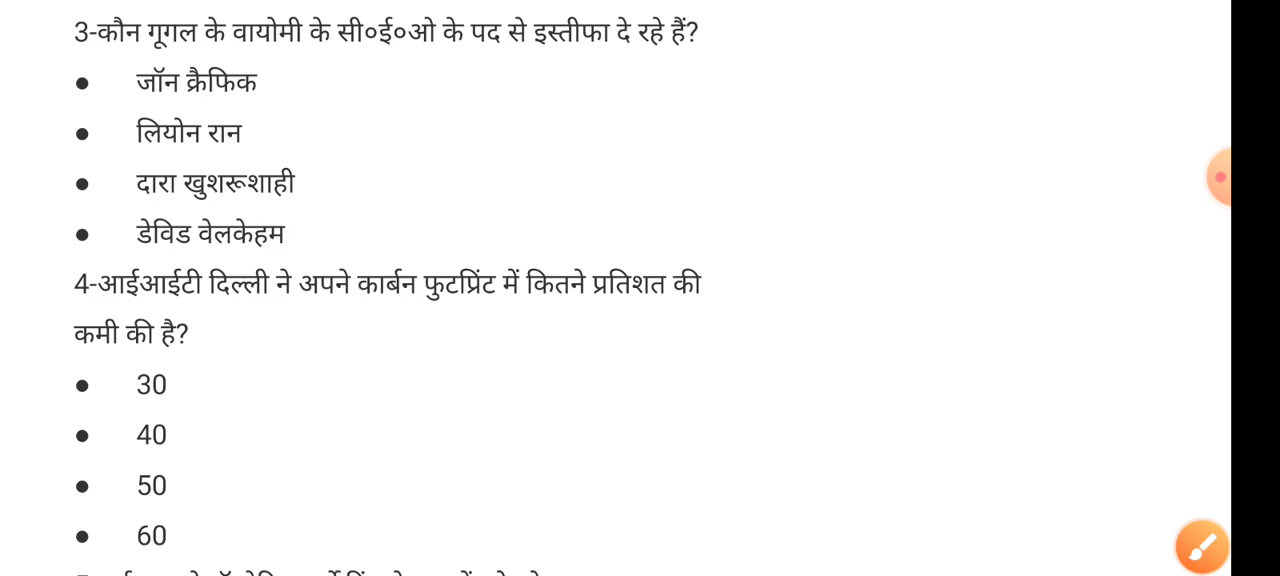 3-कौन गूगल के वायोमी के सी०ई०ओ के पद से इस्तीफा दे रहे हैं?
● जॉन क्रैफिक
● लियोन रान
● दारा खुशरूशाही
● डेविड वेलकेहम
4-आईआईटी दिल्ली ने अपने कार्बन फुटप्रिंट में कितने प्रतिशत की
कमी की है?
● 30
● 40
● 50
● 60